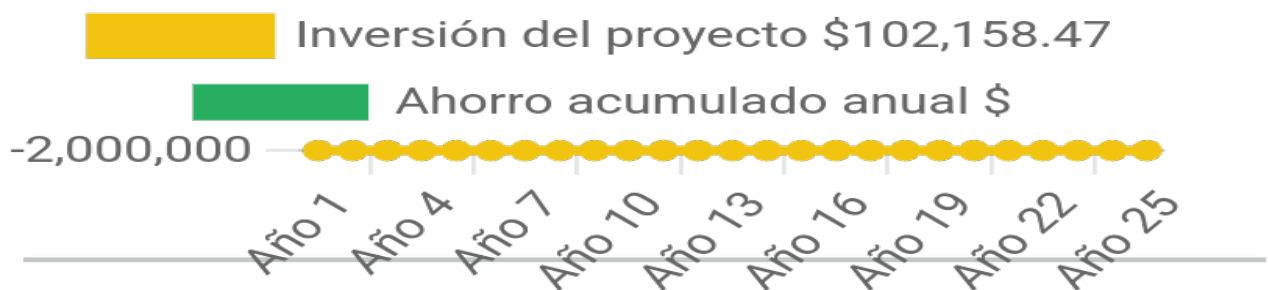 Inversión del proyecto $102,158.47
Ahorro acumulado anual $
-2,000,000
Año 1 Año 4 Año 7 Año 10 Año 13 Año 16 Año 19 Año 22 Año 25